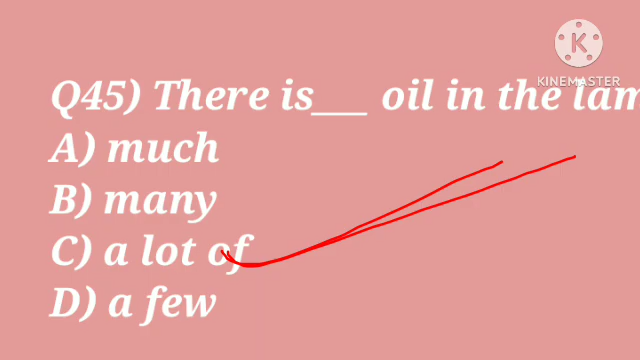 K
KINEMASTER
Q45) There is___ oil in the lam
A) much
B) many
C) a lot of
D) a few